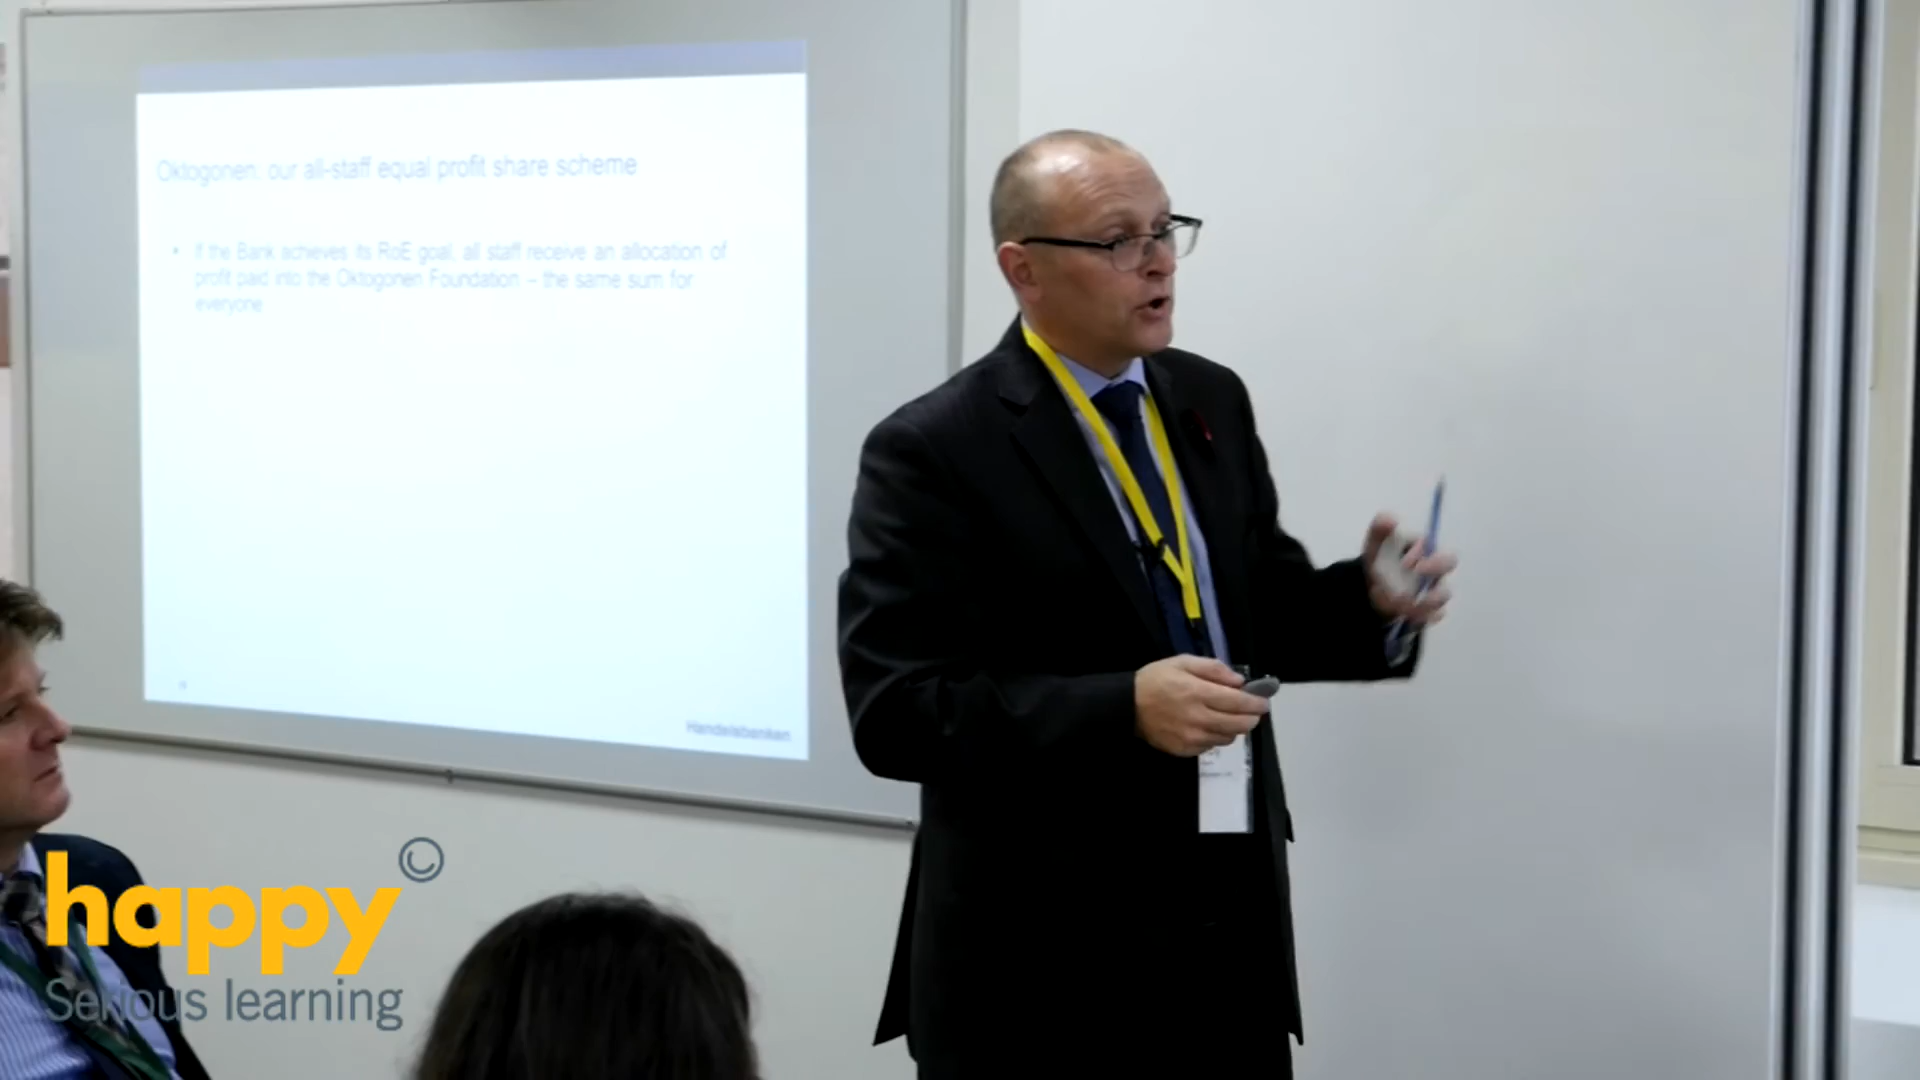 Oktogonen: our all-staff equal profit share scheme
• If the Bank achieves its RoE goal, all staff receive an allocation of
profit paid into the Oktogonen Foundation – the same sum for
everyone
Handelsbanken
happy
Serious learning